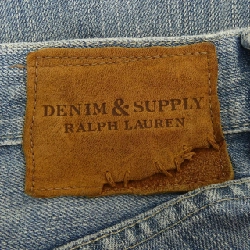 DENIM & SUPPLY
RALPH LAUREN